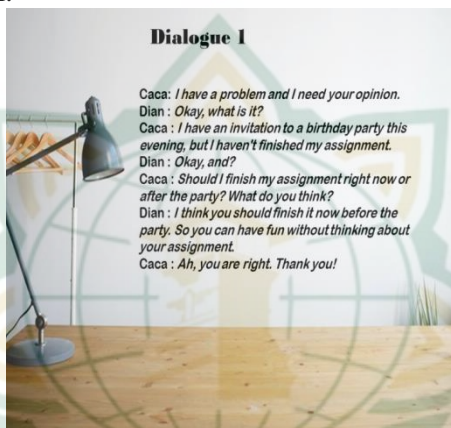 Dialogue 1
Caca: I have a problem and I need your opinion.
Dian : Okay, what is it?
Caca : I have an invitation to a birthday party this
evening, but I haven't finished my assignment.
Dian : Okay, and?
Caca : Should I finish my assignment right now or
after the party? What do you think?
Dian : I think you should finish it now before the
party. So you can have fun without thinking about
your assignment.
Caca : Ah, you are right. Thank you!